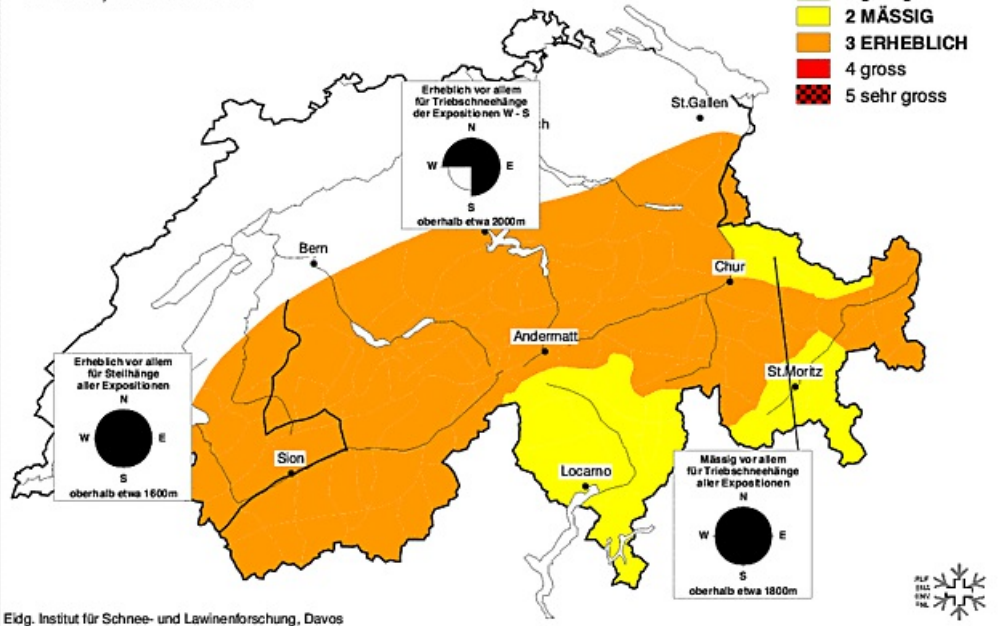 2 MÄSSIG
3 ERHEBLICH
4 gross
5 sehr gross
St.Gallen
Erheblich vor allem
für Triebschneehänge
der Expositionen W - S
N
W E
S
oberhalb etwa 2000m
Bern
Chur
Andermatt
St.Moritz
Erheblich vor allem
für Steilhänge
aller Expositionen
N
W E
S
oberhalb etwa 1600m
Sion
Locarno
Mässig vor allem
für Triebschneehänge
aller Expositionen
N
W E
S
oberhalb etwa 1800m
SLF
Eidg. Institut für Schnee- und Lawinenforschung, Davos